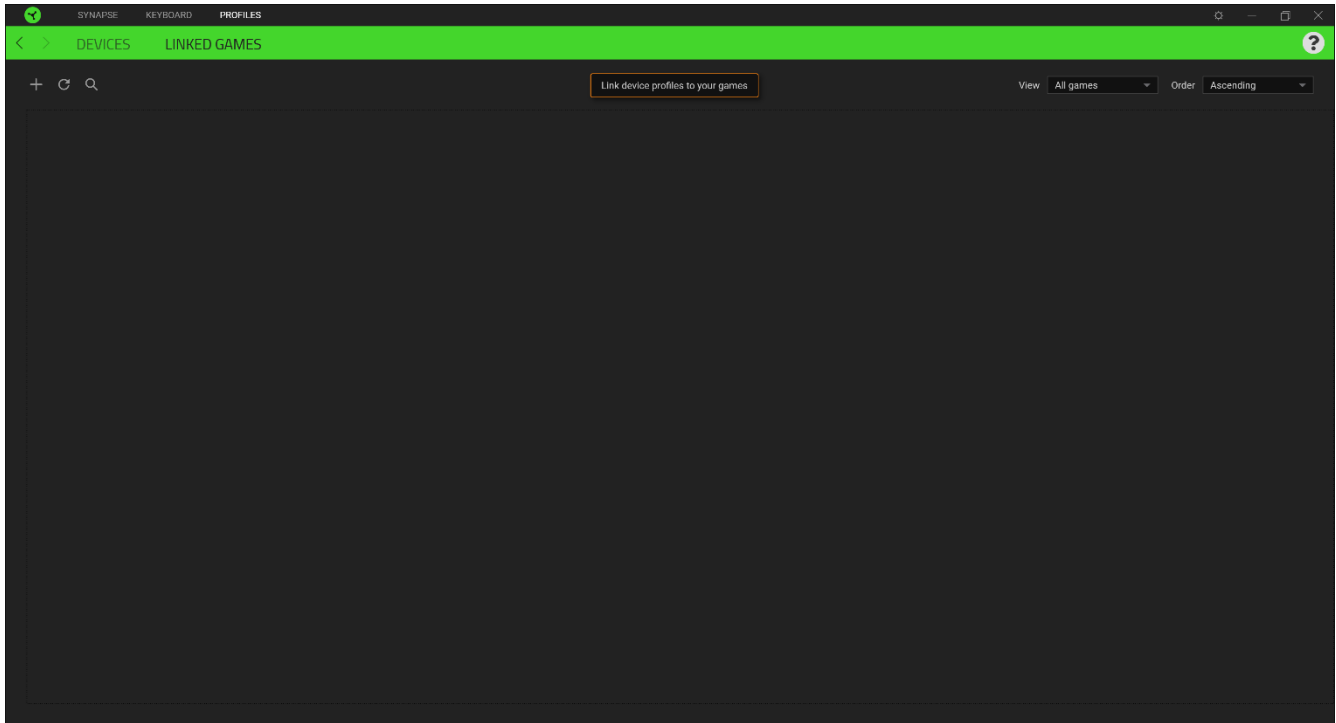 SYNAPSE KEYBOARD PROFILES
DEVICES LINKED GAMES
?
Link device profiles to your games
View All games Order Ascending